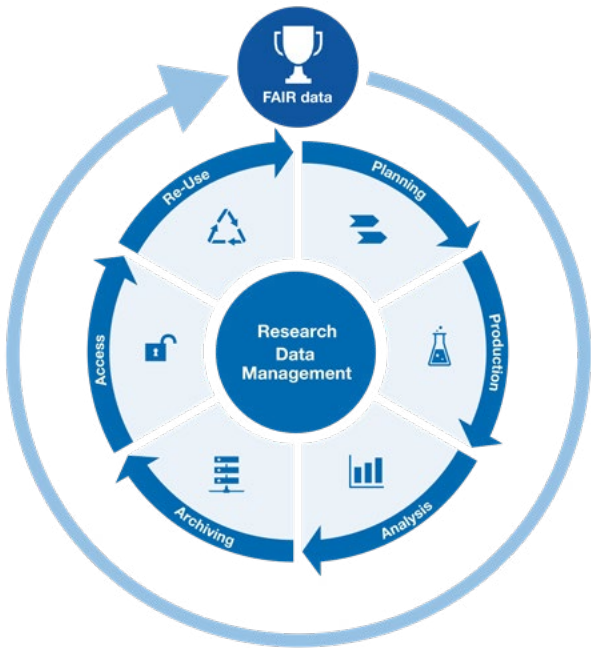 FAIR data
Planning
Production
Analysis
Archiving
Access
Re-Use
Research
Data
Management